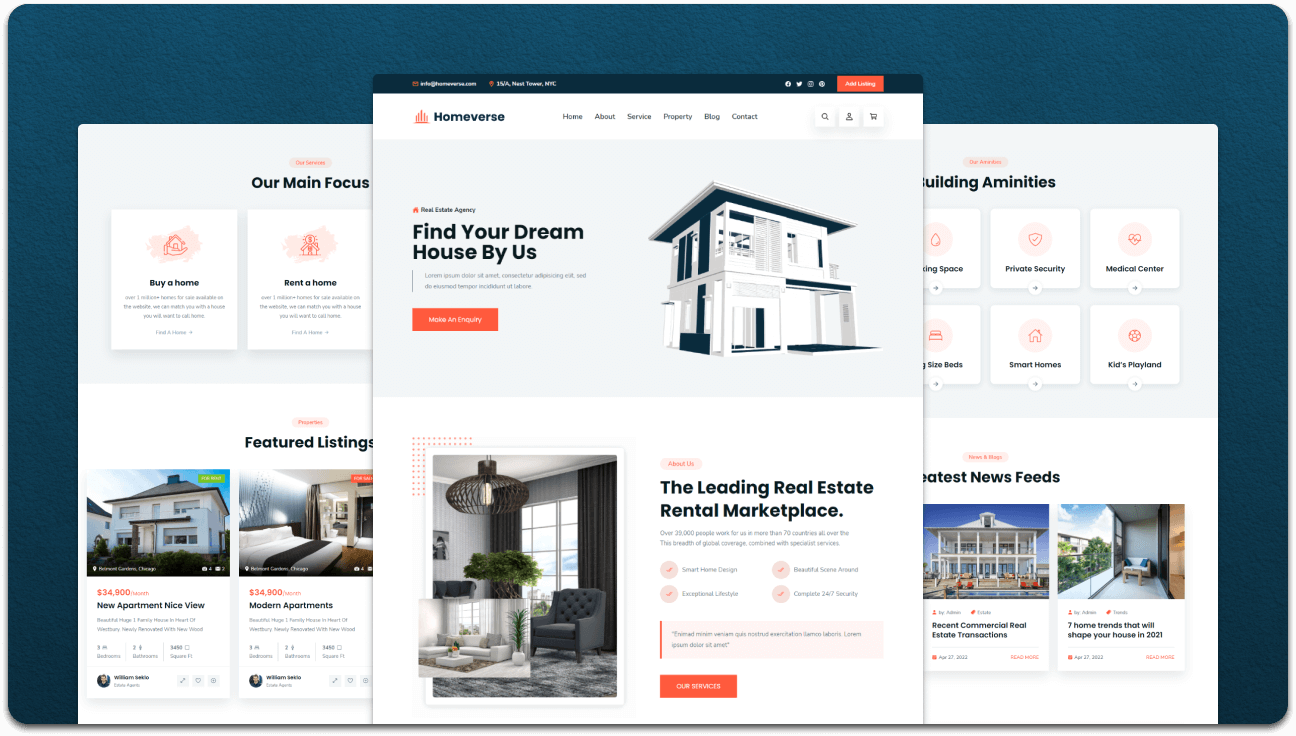 info@homeverse.com
15/A, Nest Tower, NYC
Add Listing
Homeverse
Home
About
Service
Property
Blog
Contact
Real Estate Agency
Find Your Dream
House By Us
Lorem ipsum dolor sit amet, consectetur adipisicing elit, sed
do eiusmod tempor incididunt ut labore.
Make An Enquiry
About Us
The Leading Real Estate
Rental Marketplace.
Over 39,000 people work for us in more than 70 countries all over the
This breadth of global coverage, combined with specialist services.
Smart Home Design
Beautiful Scene Around
Exceptional Lifestyle
Complete 24/7 Security
"Enimad minim veniam quis nostrud exercitation llamco laboris. Lorem
ipsum dolor sit amet"
OUR SERVICES
Our Services
Our Main Focus
Buy a home
over 1 million+ homes for sale available on
the website, we can match you with a house
you will want to call home.
Find A Home
Rent a home
over 1 million+ homes for sale available on
the website, we can match you with a house
you will want to call home.
Find A Home
Properties
Featured Listings
FOR RENT
Belmont Gardens, Chicago
4
2
$34,900/Month
New Apartment Nice View
Beautiful Huge 1 Family House In Heart Of
Westbury. Newly Renovated With New Wood
3
2
3450
Bedrooms
Bathrooms
Square Ft
William Seklo
Estate Agents
FOR SAL
Belmont Gardens, Chicago
4
$34,900/Month
Modern Apartments
Beautiful Huge 1 Family House In Heart Of
Westbury. Newly Renovated With New Wood
3
2
3450
Bedrooms
Bathrooms
Square Ft
William Seklo
Estate Agents
Our Aminities
uilding Aminities
king Space
Private Security
Medical Center
g Size Beds
Smart Homes
Kid's Playland
News & Blogs
eatest News Feeds
by: Admin
Estate
Recent Commercial Real
Estate Transactions
Apr 27, 2022
READ MORE
by: Admin
Trends
7 home trends that will
shape your house in 2021
Apr 27, 2022
READ MORE